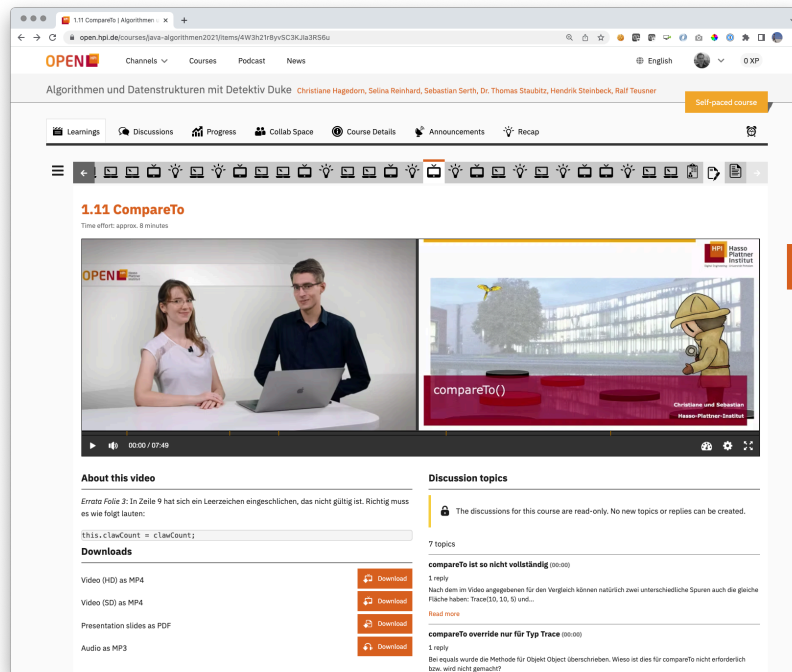 1.11 CompareTo | Algorithmen u
open.hpi.de/courses/java-algorithmen2021/items/4W3h21r8yvSC3KJIa3RS6u
OPEN
Channels
Courses
Podcast
News
English
0 XP
Algorithmen und Datenstrukturen mit Detektiv Duke Christiane Hagedorn, Selina Reinhard, Sebastian Serth, Dr. Thomas Staubitz, Hendrik Steinbeck, Ralf Teusner
Self-paced course
Learnings
Discussions
Progress
Collab Space
Course Details
Announcements
Recap
1.11 CompareTo
Time effort: approx. 8 minutes
OPEN
HPI Hasso
Plattner
Institut
compareTo()
Christiane und Sebastian
Hasso-Plattner-Institut
00:00 / 07:49
About this video
Errata Folie 3: In Zeile 9 hat sich ein Leerzeichen eingeschlichen, das nicht gültig ist. Richtig muss
es wie folgt lauten:
this.clawCount = clawCount;
Downloads
Video (HD) as MP4
Download
Video (SD) as MP4
Download
Presentation slides as PDF
Download
Audio as MP3
Download
Discussion topics
The discussions for this course are read-only. No new topics or replies can be created.
7 topics
compareTo ist so nicht vollständig (00:00)
1 reply
Nach dem im Video angegebenen für den Vergleich können natürlich zwei unterschiedliche Spuren auch die gleiche
Fläche haben: Trace(10, 10, 5) und...
Read more
compareTo override nur für Typ Trace (00:00)
1 reply
Bei equals wurde die Methode für Objekt Object überschrieben. Wieso ist dies für compareTo nicht erforderlich
bzw. wird nicht gemacht?